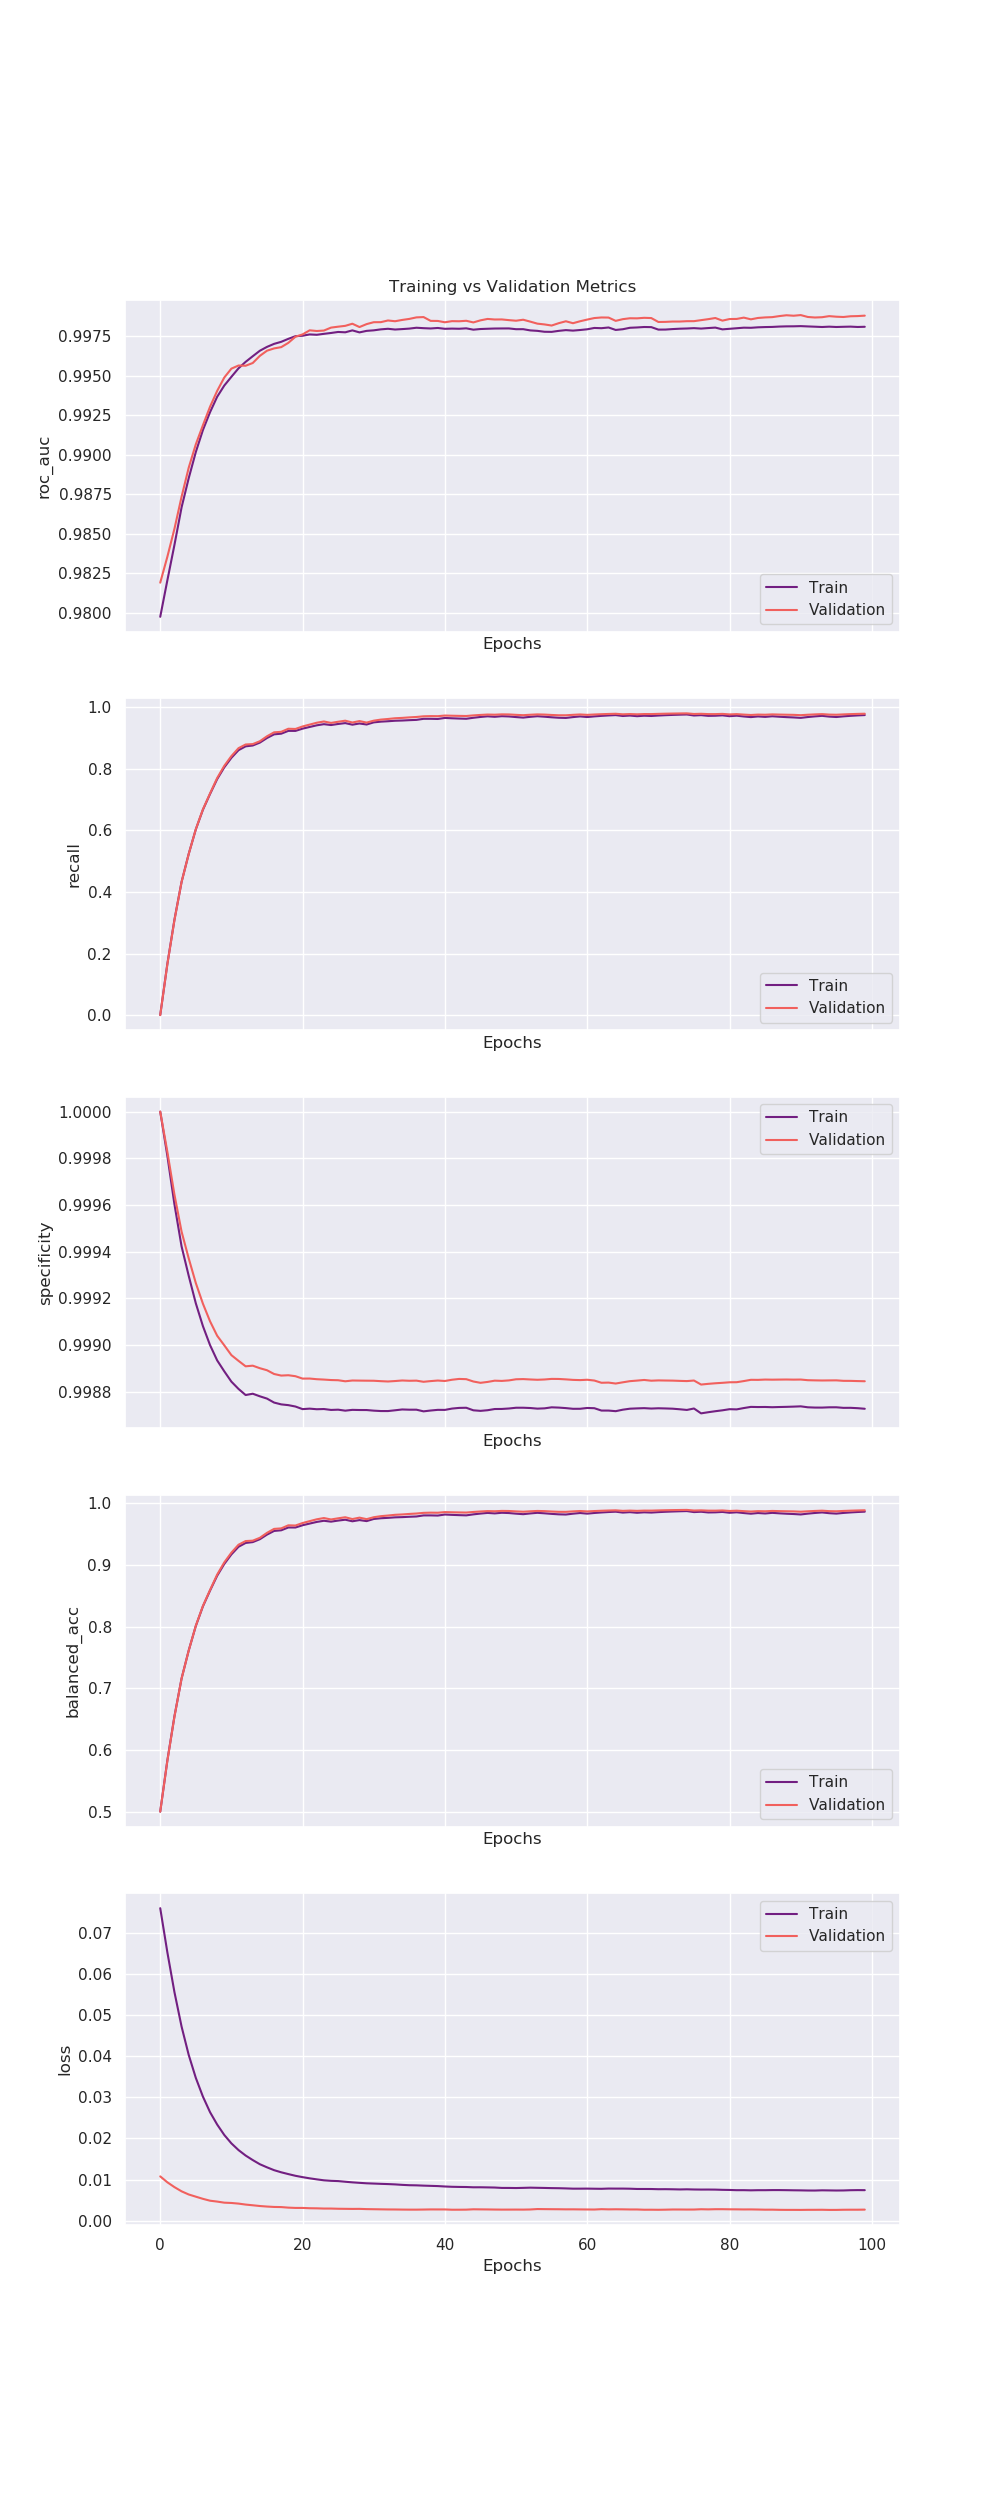 Training vs Validation Metrics
0.9975
0.9950
0.9925
0.9900
0.9875
0.9850
0.9825
0.9800
roc_auc
Train
Validation
Epochs
1.0
0.8
0.6
0.4
0.2
0.0
recall
Train
Validation
Epochs
1.0000
0.9998
0.9996
0.9994
0.9992
0.9990
0.9988
specificity
Train
Validation
Epochs
1.0
0.9
0.8
0.7
0.6
0.5
balanced_acc
Train
Validation
Epochs
0.07
0.06
0.05
0.04
0.03
0.02
0.01
0.00
loss
Train
Validation
0 20 40 60 80 100
Epochs